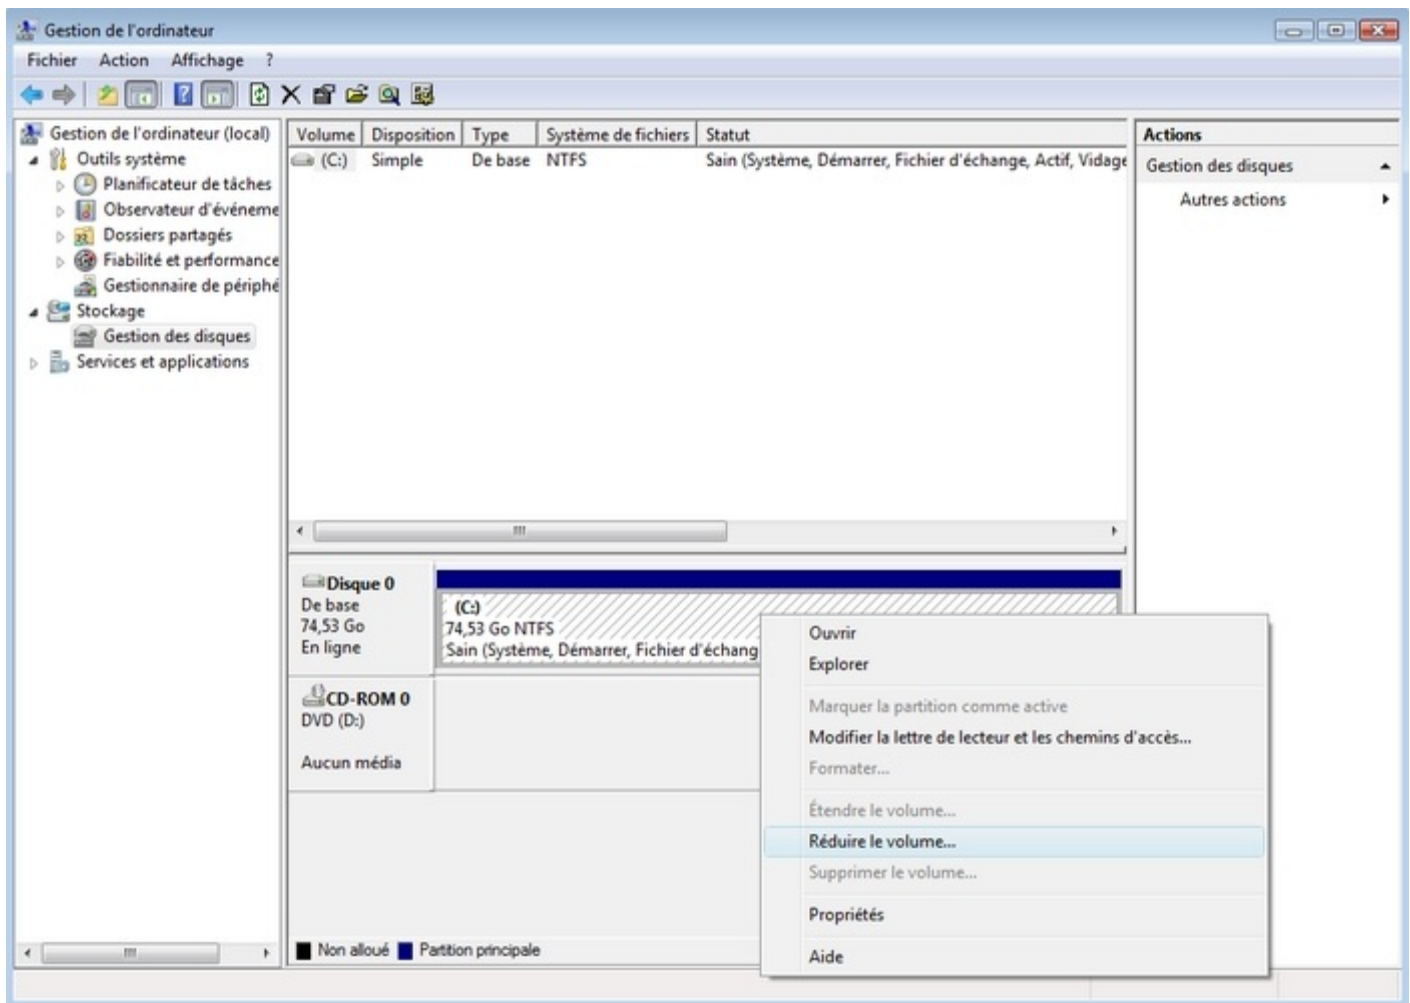 Gestion de l'ordinateur
Fichier Action Affichage ?
Gestion de l'ordinateur (local)
Outils système
Planificateur de tâches
Observateur d'événeme
Dossiers partagés
Fiabilité et performance
Gestionnaire de périphé
Stockage
Gestion des disques
Services et applications
Volume Disposition Type Système de fichiers Statut
(C:) Simple De base NTFS Sain (Système, Démarrer, Fichier d'échange, Actif, Vidage
Actions
Gestion des disques
Autres actions
Disque 0
De base
74,53 Go
En ligne
(C:)
74,53 Go NTFS
Sain (Système, Démarrer, Fichier d'échang
CD-ROM 0
DVD (D:)
Aucun média
Non alloué Partition principale
Ouvrir
Explorer
Marquer la partition comme active
Modifier la lettre de lecteur et les chemins d'accès...
Formater...
Étendre le volume...
Réduire le volume...
Supprimer le volume...
Propriétés
Aide